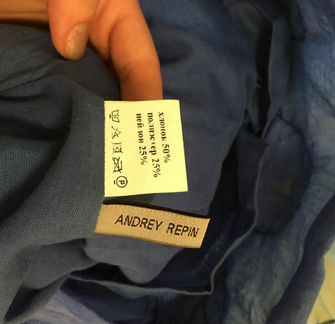 хлопок 50%
полиэстер 25%
нейлон 25%
ANDREY REPIN